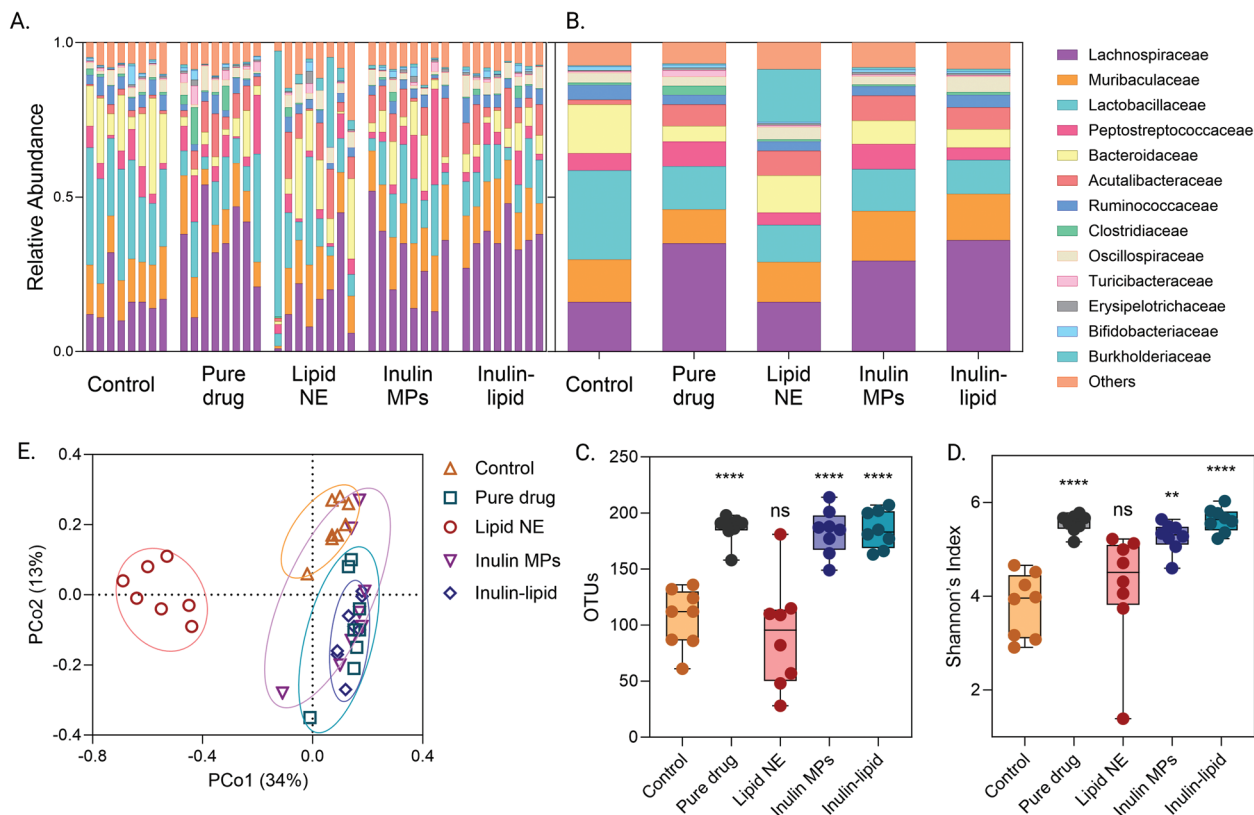 A.
B.
Relative Abundance
1.0
0.5
0.0
Control
Pure
drug
Lipid
NE
Inulin
MPs
Inulin-
lipid
Control
Pure
drug
Lipid
NE
Inulin
MPs
Inulin-
lipid
Lachnospiraceae
Muribaculaceae
Lactobacillaceae
Peptostreptococcaceae
Bacteroidaceae
Acutalibacteraceae
Ruminococcaceae
Clostridiaceae
Oscillospiraceae
Turicibacteraceae
Erysipelotrichaceae
Bifidobacteriaceae
Burkholderiaceae
Others
E.
PCo2 (13%)
0.4
0.2
0.0
-0.2
-0.4
-0.8
-0.4
0.0
0.4
PCo1 (34%)
Control
Pure drug
Lipid NE
Inulin MPs
Inulin-lipid
C.
OTUs
250
200
150
100
50
0
****
ns
****
****
Control
Pure drug
Lipid NE
Inulin MPs
Inulin-lipid
D.
Shannon's Index
6
4
2
****
ns
**
****
Control
Pure drug
Lipid NE
Inulin MPs
Inulin-lipid